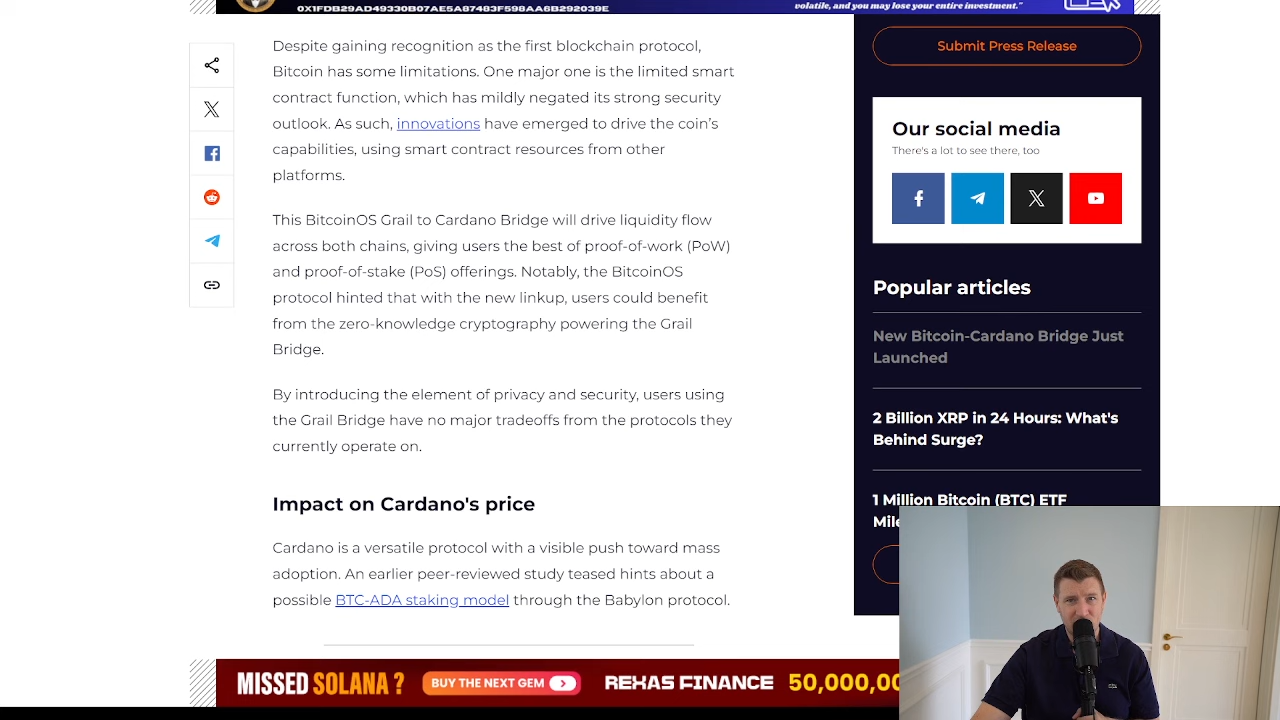 0X1FDB29AD49330B07AE5A87483F598AA6B292039E
volatile, and you may lose your entire investment."
Despite gaining recognition as the first blockchain protocol,
Bitcoin has some limitations. One major one is the limited smart
contract function, which has mildly negated its strong security
outlook. As such, innovations have emerged to drive the coin’s
capabilities, using smart contract resources from other
platforms.
This BitcoinOS Grail to Cardano Bridge will drive liquidity flow
across both chains, giving users the best of proof-of-work (PoW)
and proof-of-stake (PoS) offerings. Notably, the BitcoinOS
protocol hinted that with the new linkup, users could benefit
from the zero-knowledge cryptography powering the Grail
Bridge.
By introducing the element of privacy and security, users using
the Grail Bridge have no major tradeoffs from the protocols they
currently operate on.
Impact on Cardano's price
Cardano is a versatile protocol with a visible push toward mass
adoption. An earlier peer-reviewed study teased hints about a
possible BTC-ADA staking model through the Babylon protocol.
Submit Press Release
Our social media
There's a lot to see there, too
Popular articles
New Bitcoin-Cardano Bridge Just
Launched
2 Billion XRP in 24 Hours: What's
Behind Surge?
1 Million Bitcoin (BTC) ETF
MISSED SOLANA ?
BUY THE NEXT GEM
REXAS FINANCE